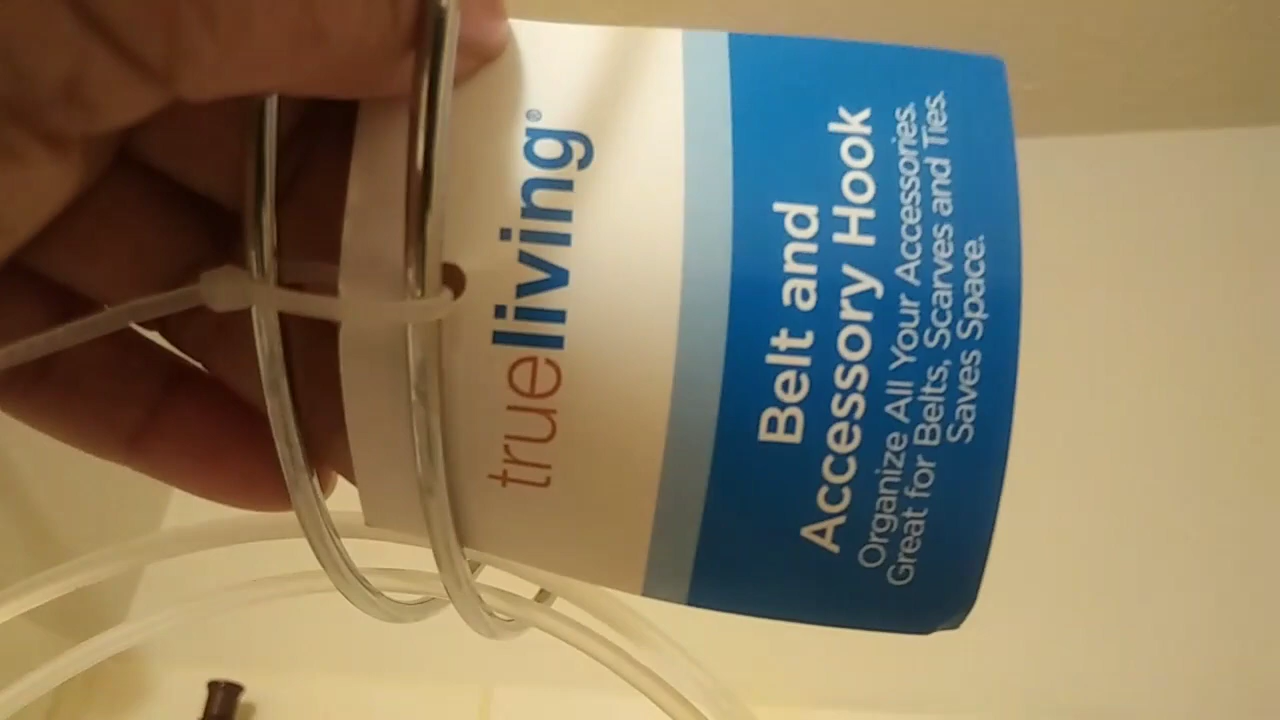 trueliving®
Belt and
Accessory Hook
Organize All Your Accessories.
Great for Belts, Scarves and Ties.
Saves Space.